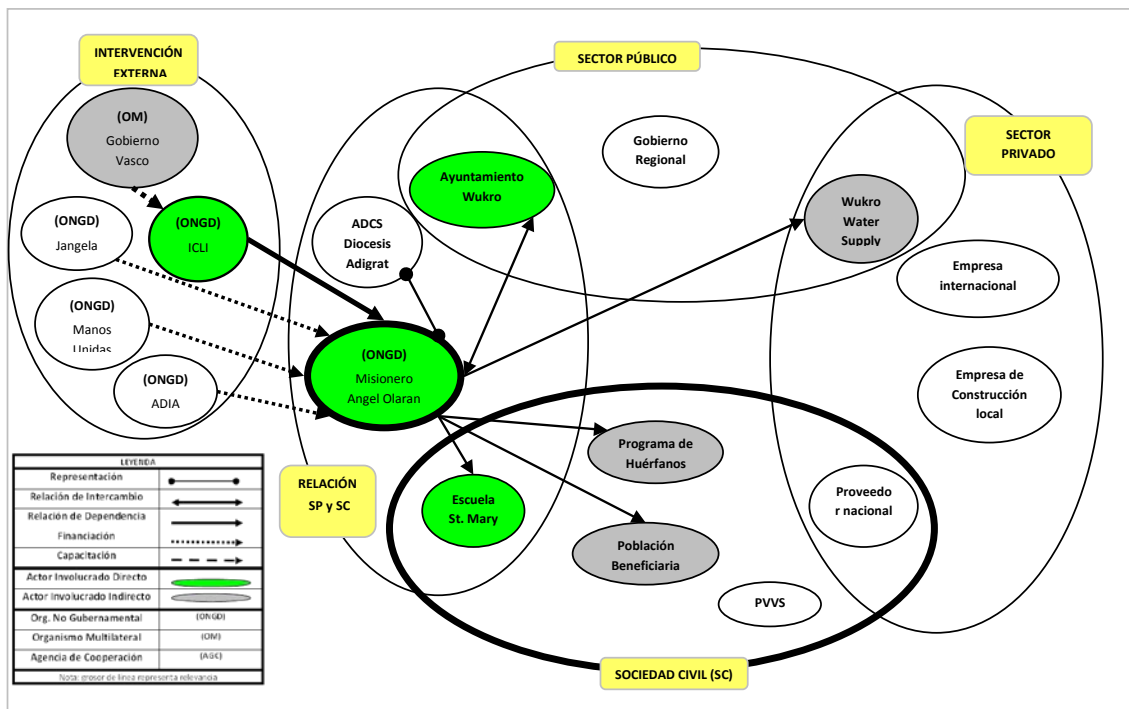 INTERVENCIÓN
EXTERNA
SECTOR PÚBLICO
SECTOR
PRIVADO
(OM)
Gobierno
Vasco
(ONGD)
Jangela
(ONGD)
ICLI
(ONGD)
Manos
Unidas
(ONGD)
ADIA
ADCS
Diocesis
Adigrat
Ayuntamiento
Wukro
Gobierno
Regional
Wukro
Water
Supply
Empresa
internacional
Empresa de
Construcción
local
(ONGD)
Misionero
Angel Olaran
RELACIÓN
SP y SC
Escuela
St. Mary
Programa de
Huérfanos
Población
Beneficiaria
PVVS
Proveedo
r nacional
SOCIEDAD CIVIL (SC)
LEYENDA
Representación
Relación de Intercambio
Relación de Dependencia
Financiación
Capacitación
Actor Involucrado Directo
Actor Involucrado Indirecto
Org. No Gubernamental (ONGD)
Organismo Multilateral (OM)
Agencia de Cooperación (AGC)
Nota: grosor de linea representa relevancia